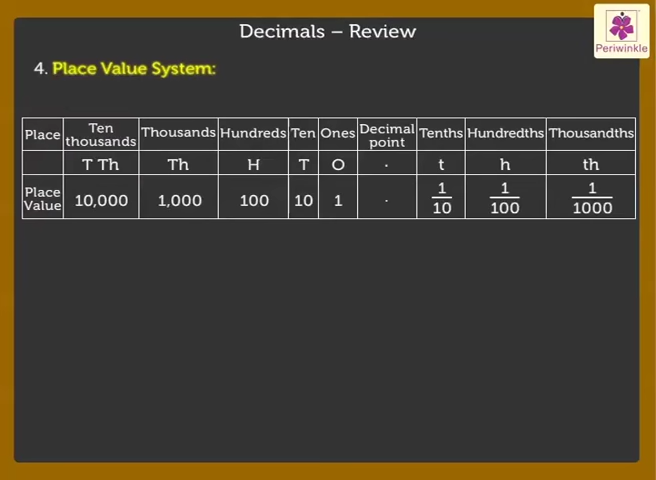 Decimals – Review
Periwinkle
4. Place Value System:
Place Ten thousands Thousands Hundreds Ten Ones Decimal point Tenths Hundredths Thousandths
T Th Th H T O . t h th
Place Value 10,000 1,000 100 10 1 . 1/10 1/100 1/1000